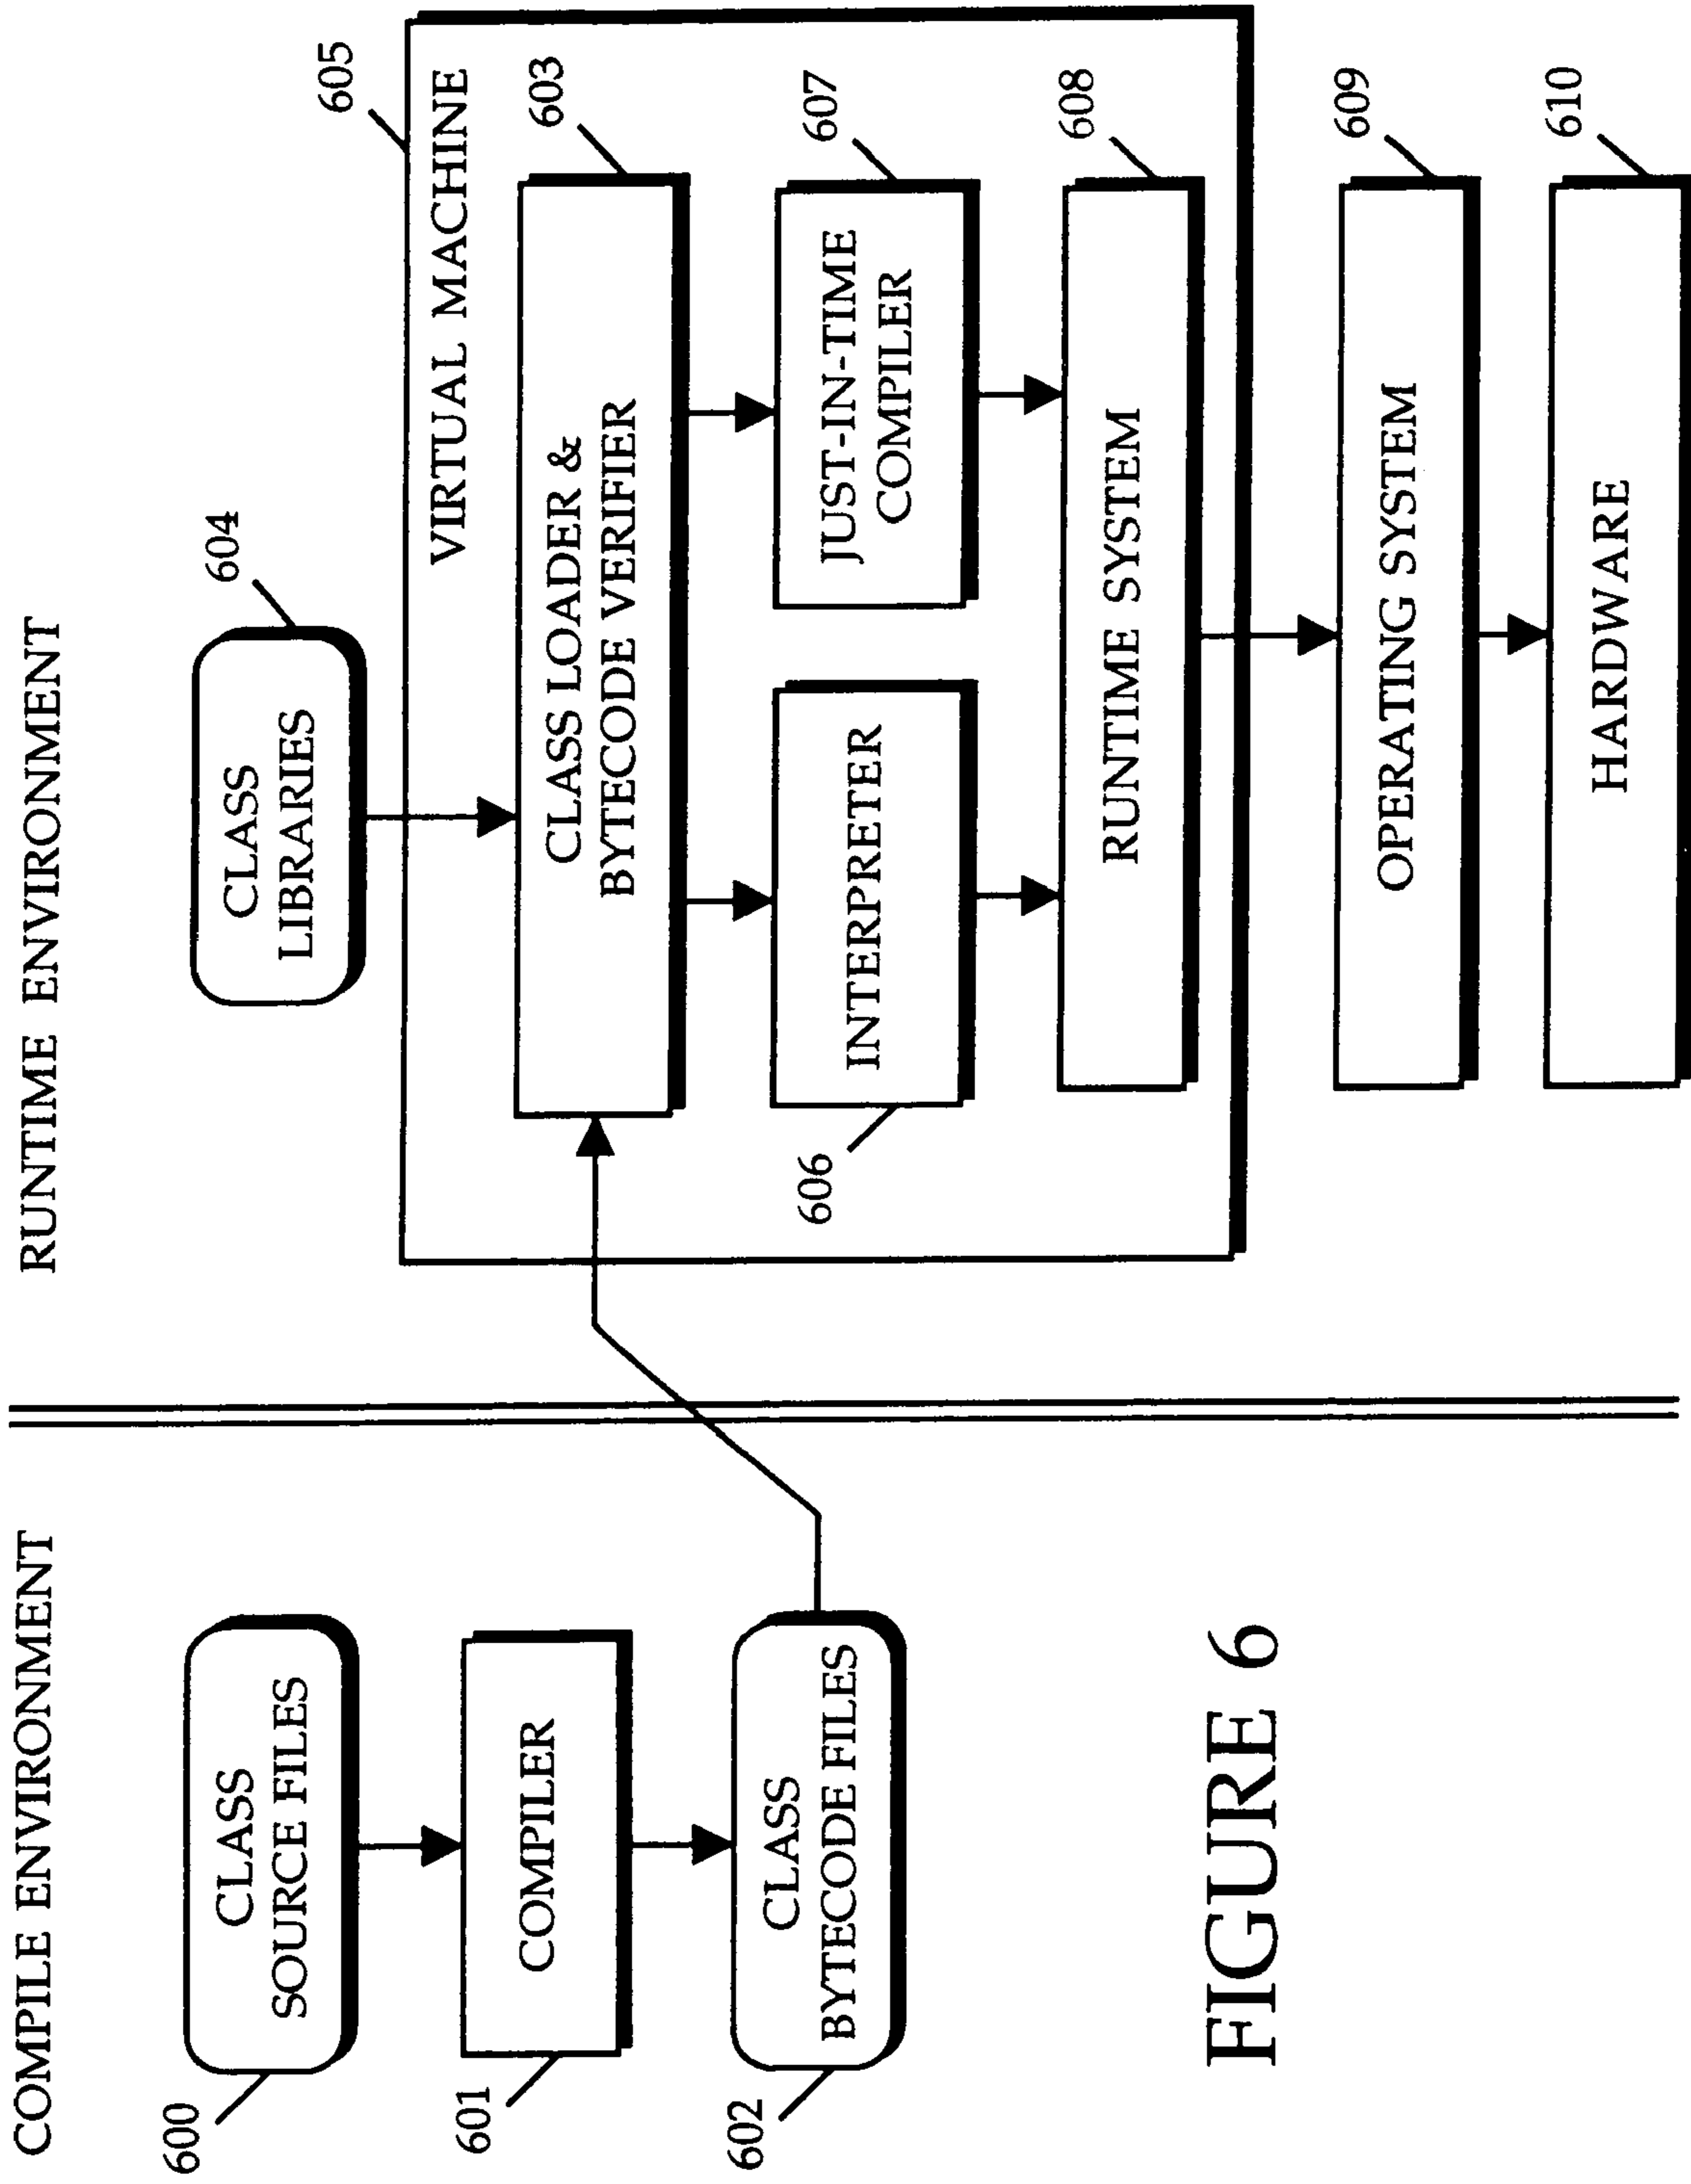 COMPILE ENVIRONMENT
600
CLASS
SOURCE FILES
601
COMPILER
602
CLASS
BYTECODE FILES
RUNTIME ENVIRONMENT
604
CLASS
LIBRARIES
605
VIRTUAL MACHINE
603
CLASS LOADER &
BYTECODE VERIFIER
606
INTERPRETER
607
JUST-IN-TIME
COMPILER
608
RUNTIME SYSTEM
609
OPERATING SYSTEM
610
HARDWARE
FIGURE 6